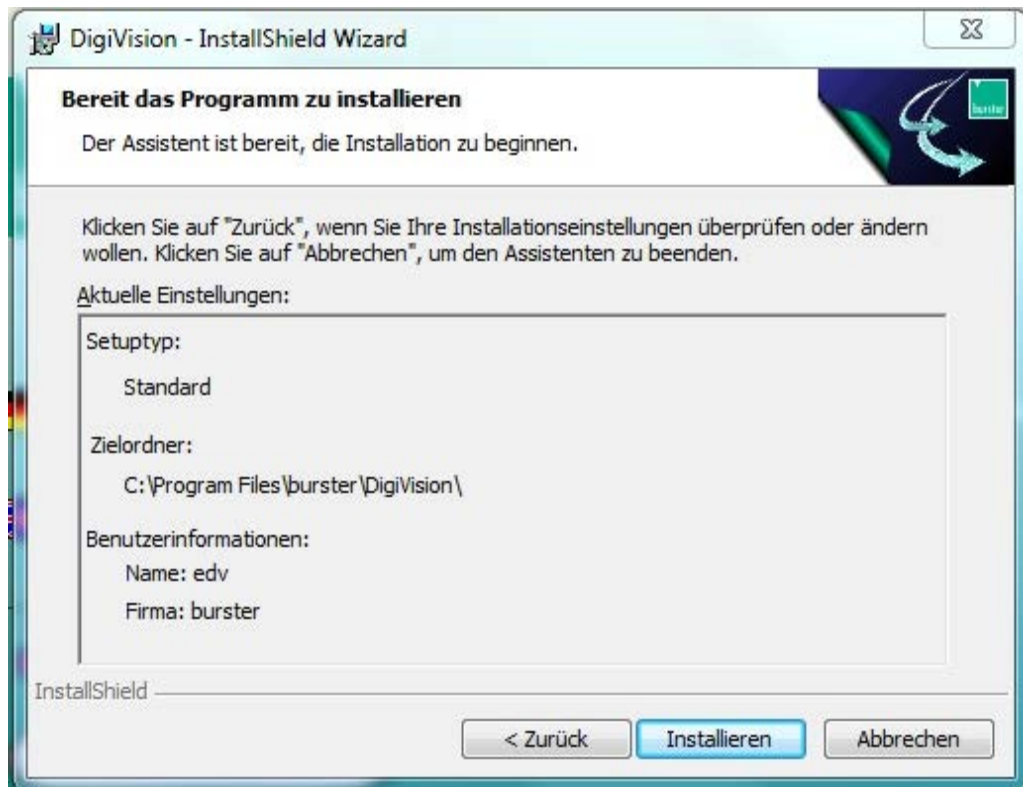 DigiVision - InstallShield Wizard
Bereit das Programm zu installieren
burster
Der Assistent ist bereit, die Installation zu beginnen.
Klicken Sie auf "Zurück", wenn Sie Ihre Installationseinstellungen überprüfen oder ändern
wollen. Klicken Sie auf "Abbrechen", um den Assistenten zu beenden.
Aktuelle Einstellungen:
Setuptyp:
Standard
Zielordner:
C:\Program Files\burster\DigiVision\
Benutzerinformationen:
Name: edv
Firma: burster
InstallShield
< Zurück
Installieren
Abbrechen